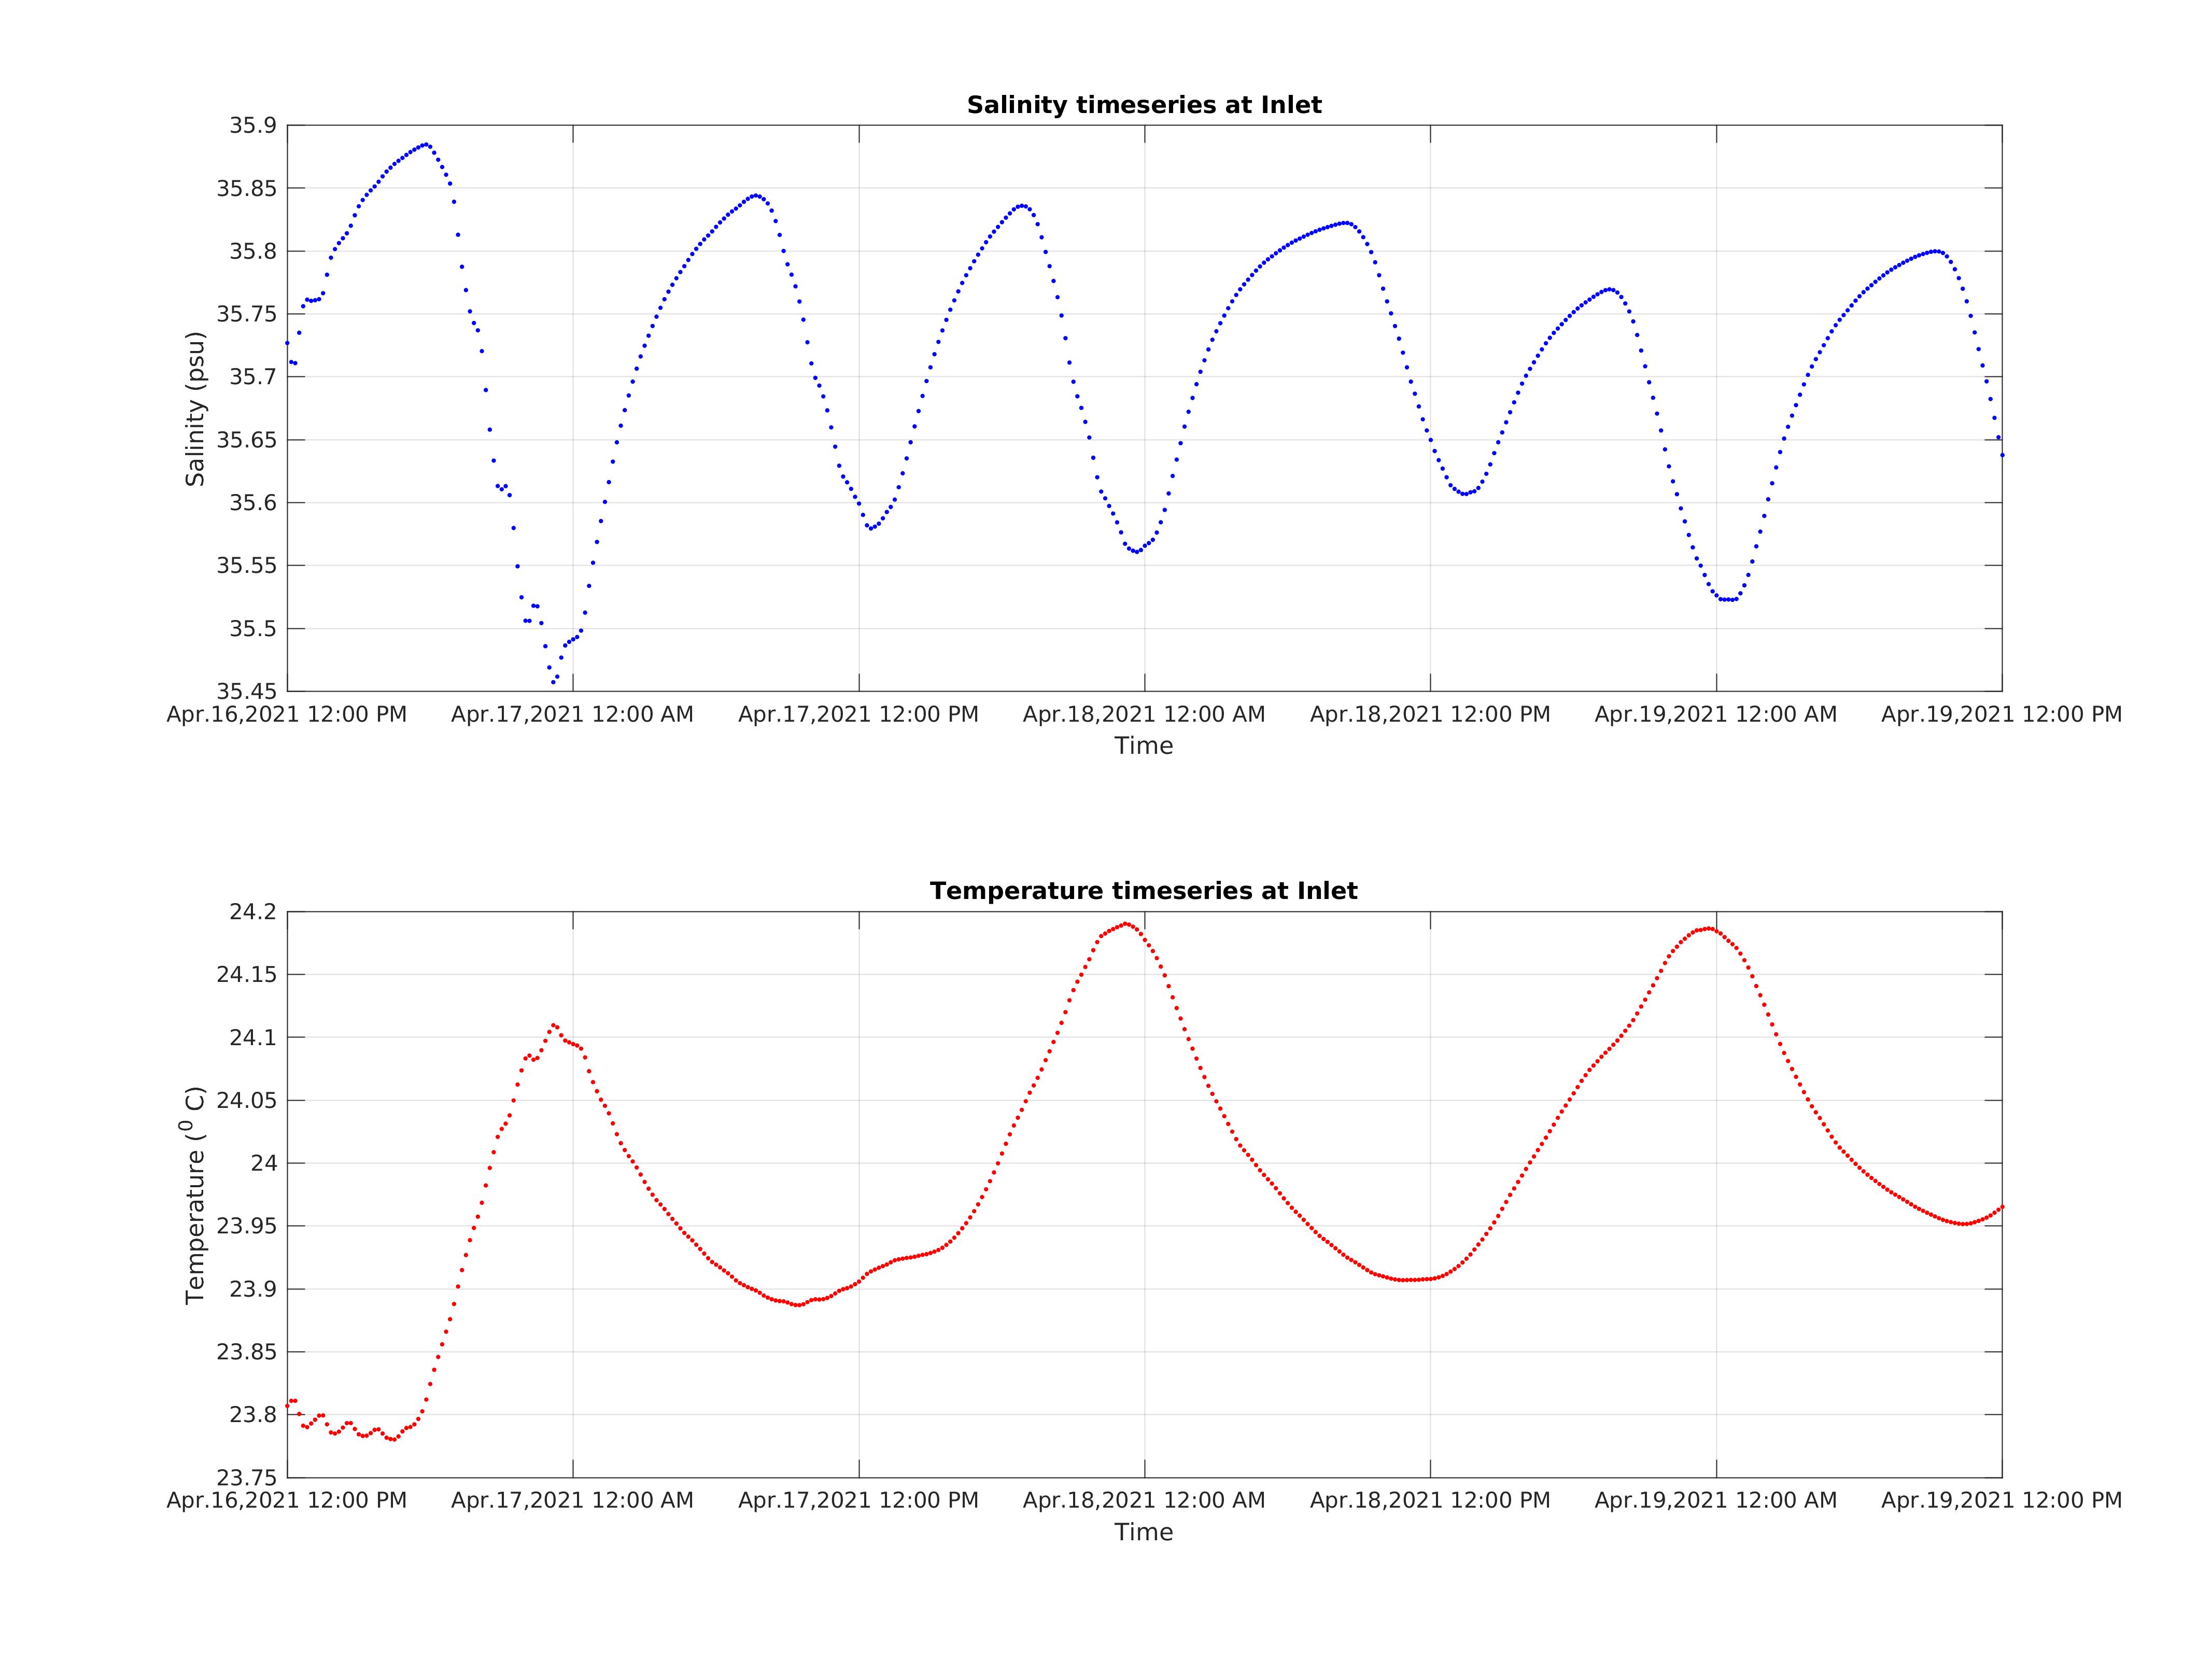 Salinity timeseries at Inlet
35.9
35.85
35.8
35.75
35.7
35.65
35.6
35.55
35.5
35.45
Salinity (psu)
Apr.16,2021 12:00 PM Apr.17,2021 12:00 AM Apr.17,2021 12:00 PM Apr.18,2021 12:00 AM Apr.18,2021 12:00 PM Apr.19,2021 12:00 AM Apr.19,2021 12:00 PM
Time
Temperature timeseries at Inlet
24.2
24.15
24.1
24.05
24
23.95
23.9
23.85
23.8
23.75
Temperature (⁰ C)
Apr.16,2021 12:00 PM Apr.17,2021 12:00 AM Apr.17,2021 12:00 PM Apr.18,2021 12:00 AM Apr.18,2021 12:00 PM Apr.19,2021 12:00 AM Apr.19,2021 12:00 PM
Time